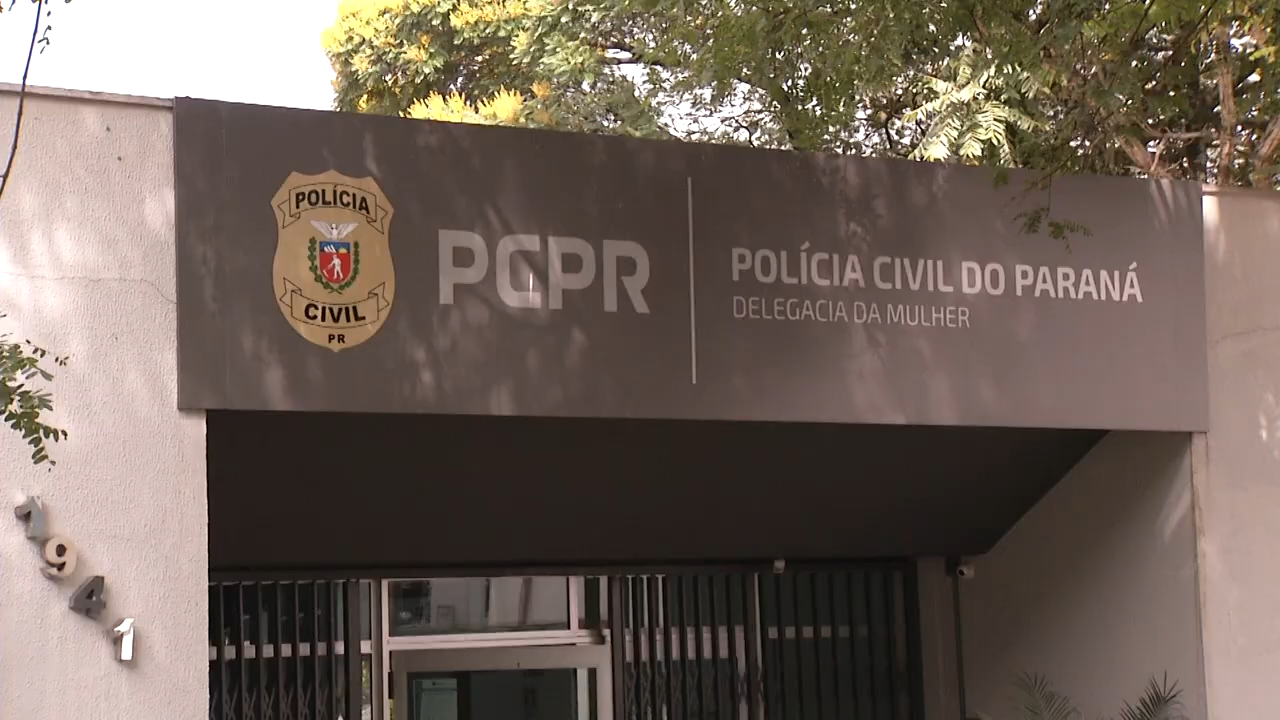 POLÍCIA
CIVIL
PR
PCPR
POLÍCIA CIVIL DO PARANÁ
DELEGACIA DA MULHER
1941